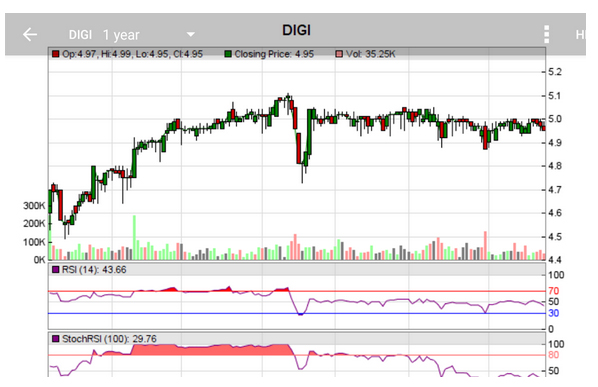 DIGI 1 year DIGI H
Op:4.97, Hi:4.99, Lo:4.95, Cl:4.95 Closing Price: 4.95 Vol: 35.25K
5.2
5.1
5.0
4.9
4.8
4.7
300K 4.6
200K
100K 4.5
0K 4.4
RSI (14): 43.66 100
70
50
30
0
StochRSI (100): 29.76 100
80
50